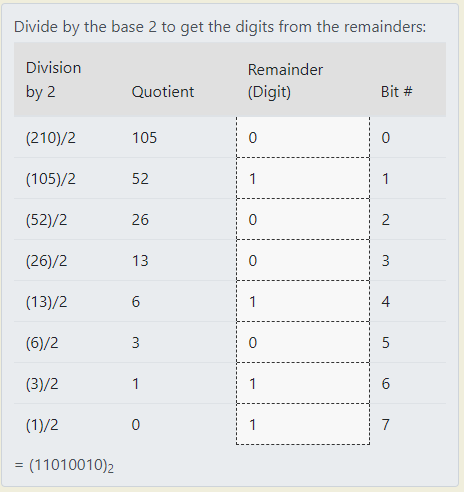 Divide by the base 2 to get the digits from the remainders:
Division by 2 Quotient Remainder (Digit) Bit #
(210)/2 105 0 0
(105)/2 52 1 1
(52)/2 26 0 2
(26)/2 13 0 3
(13)/2 6 1 4
(6)/2 3 0 5
(3)/2 1 1 6
(1)/2 0 1 7
= (11010010)₂